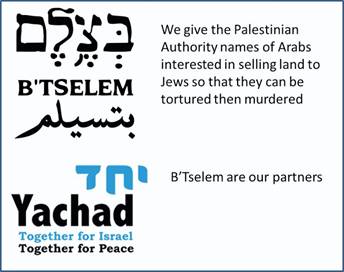 בְּצֶלֶם
B'TSELEM
بتسيلم
We give the Palestinian
Authority names of Arabs
interested in selling land to
Jews so that they can be
tortured then murdered
יחד
Yachad
Together for Israel
Together for Peace
B'Tselem are our partners